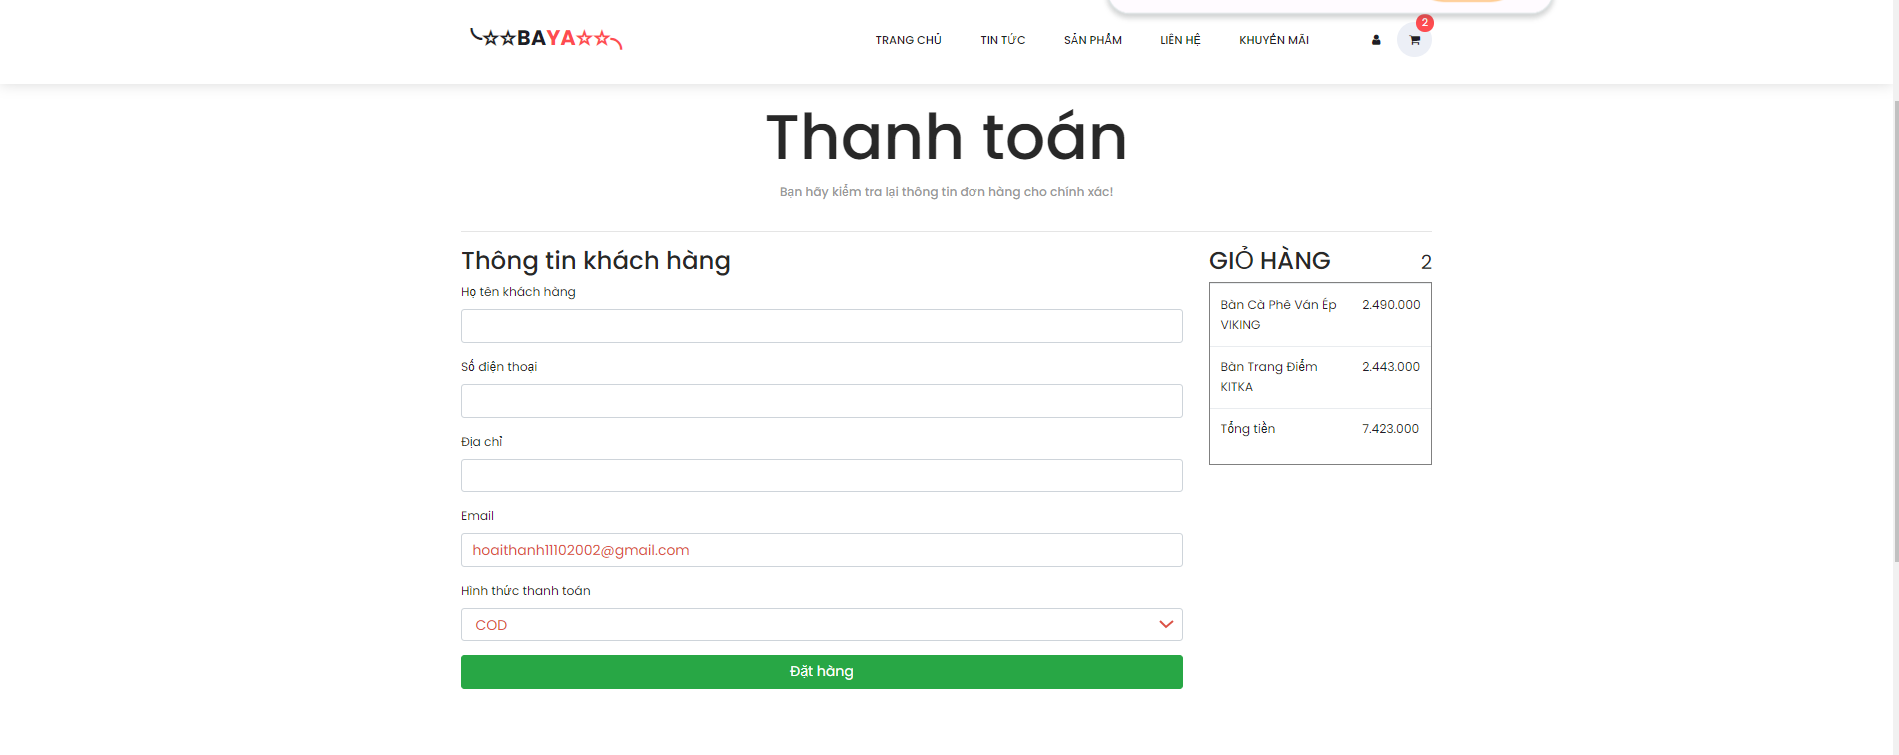 ╰☆☆BAYA☆☆╮
TRANG CHỦ TIN TỨC SẢN PHẨM LIÊN HỆ KHUYẾN MÃI 2
Thanh toán
Bạn hãy kiểm tra lại thông tin đơn hàng cho chính xác!
Thông tin khách hàng
Họ tên khách hàng
Số điện thoại
Địa chỉ
Email
hoaithanh11102002@gmail.com
Hình thức thanh toán
COD
Đặt hàng
GIỎ HÀNG 2
Bàn Cà Phê Ván Ép 2.490.000
VIKING
Bàn Trang Điểm 2.443.000
KITKA
Tổng tiền 7.423.000